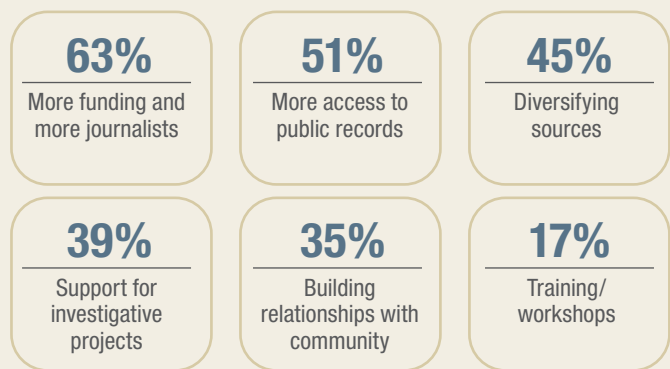 63%
More funding and
more journalists
51%
More access to
public records
45%
Diversifying
sources
39%
Support for
investigative
projects
35%
Building
relationships with
community
17%
Training/
workshops